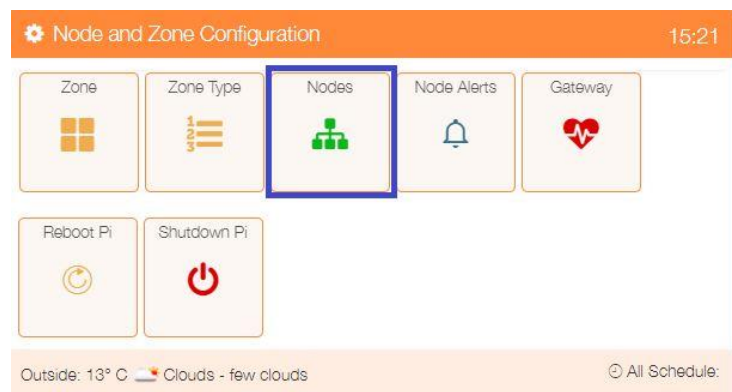 Node and Zone Configuration 15:21
Zone Zone Type Nodes Node Alerts Gateway
1
2
3
Reboot Pi Shutdown Pi
Outside: 13° C Clouds - few clouds All Schedule: